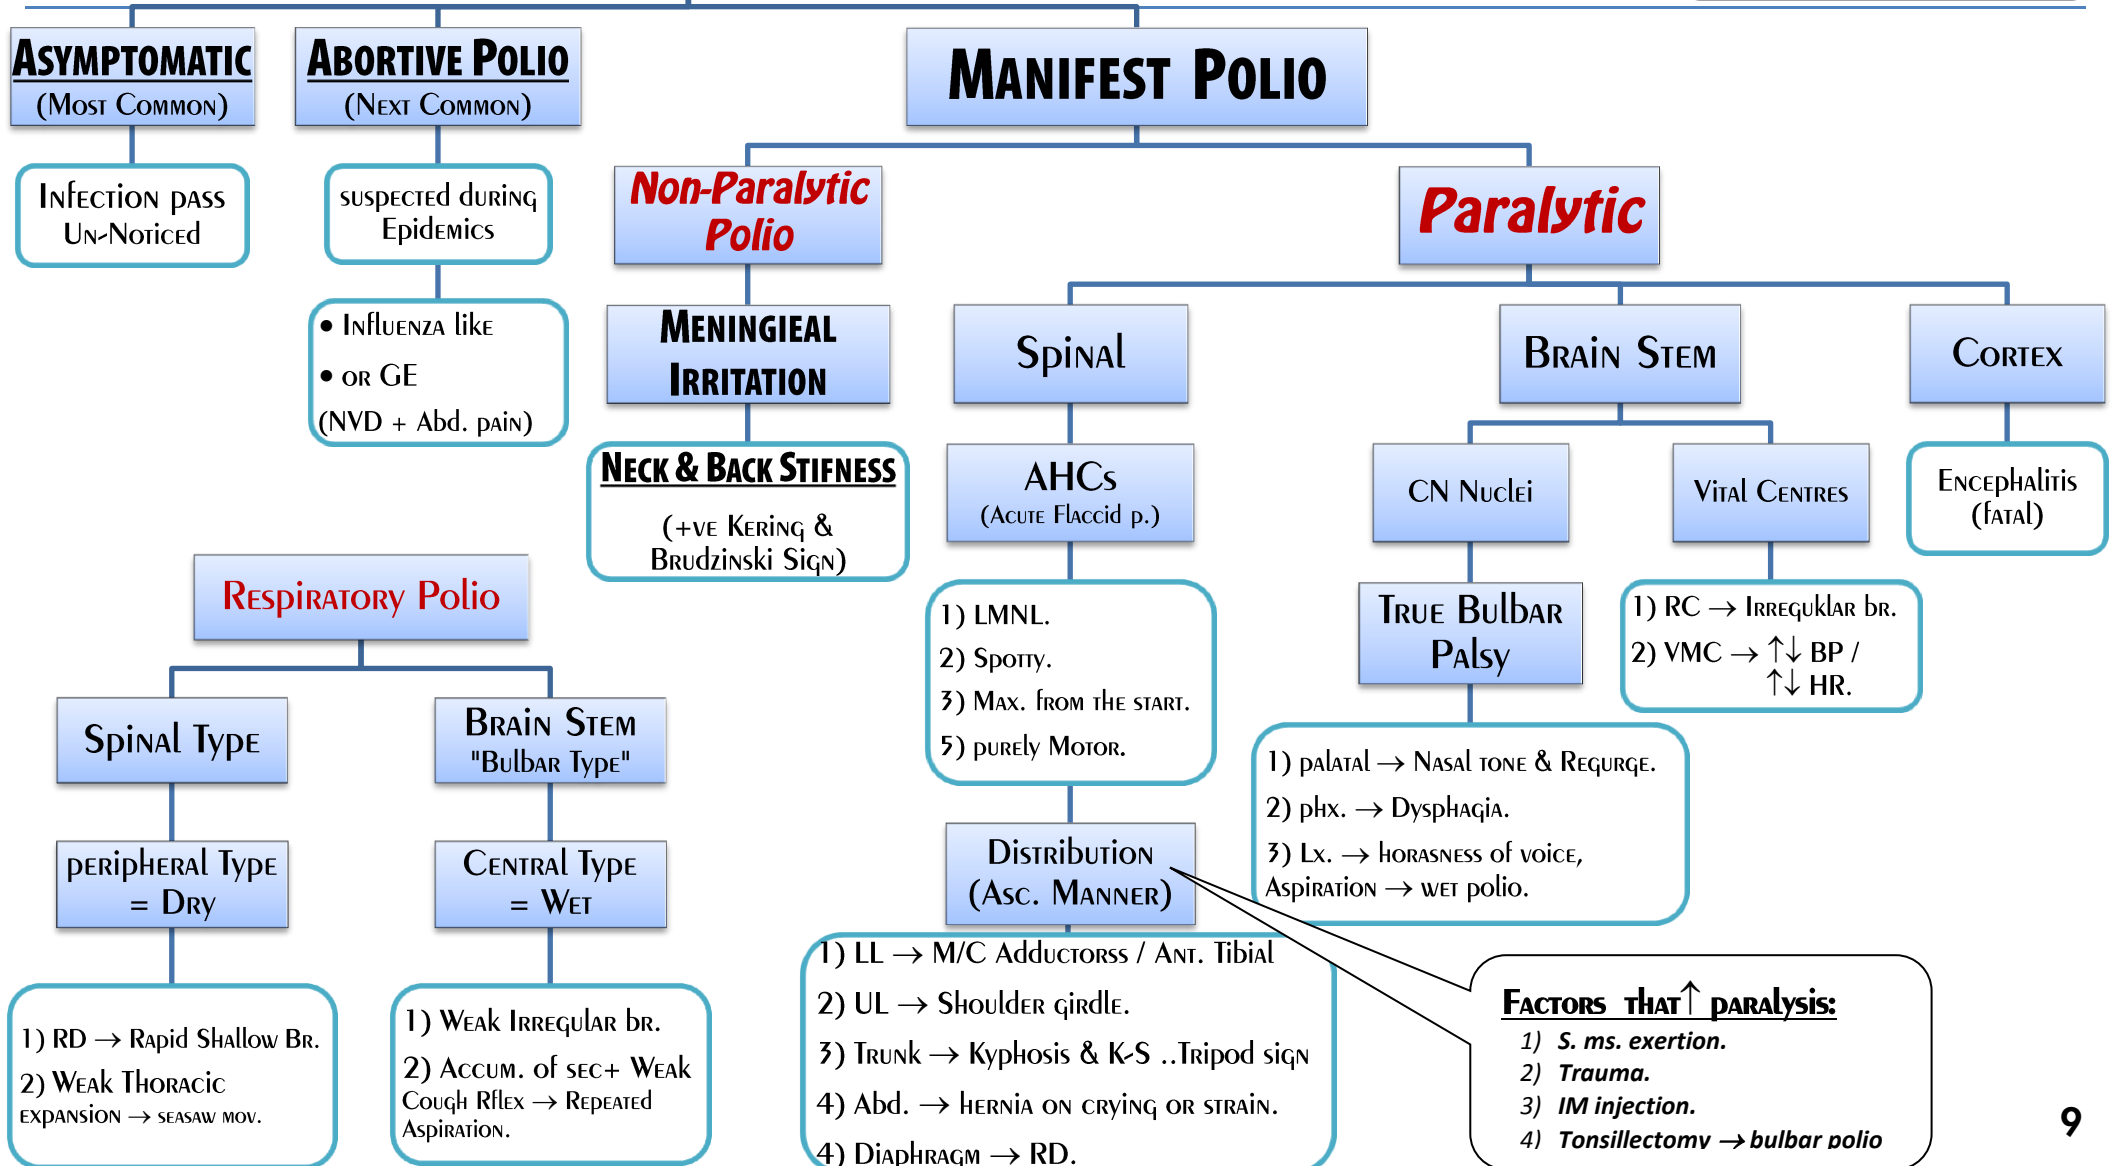 Asymptomatic
(Most Common)
Infection pass
Un-Noticed
Abortive Polio
(Next Common)
suspected during
Epidemics
• Influenza like
• or GE
(NVD + Abd. pain)
Manifest Polio
Non-Paralytic
Polio
Meningieal
Irritation
Neck & Back Stifness
(+ve Kering &
Brudzinski Sign)
Paralytic
Spinal
AHCs
(Acute Flaccid p.)
1) LMNL.
2) Spotty.
3) Max. from the start.
5) purely Motor.
Distribution
(Asc. Manner)
1) LL → M/C Adductorss / Ant. Tibial
2) UL → Shoulder girdle.
3) Trunk → Kyphosis & K-S ..Tripod sign
4) Abd. → hernia on crying or strain.
4) Diaphragm → RD.
Brain Stem
CN Nuclei
True Bulbar
Palsy
1) palatal → Nasal tone & Regurge.
2) phx. → Dysphagia.
3) Lx. → horasness of voice,
Aspiration → wet polio.
Vital Centres
1) RC → Irreguklar br.
2) VMC → ↑↓ BP /
↑↓ HR.
Cortex
Encephalitis
(fatal)
Factors that ↑ paralysis:
1) S. ms. exertion.
2) Trauma.
3) IM injection.
4) Tonsillectomy → bulbar polio
Respiratory Polio
Spinal Type
peripheral Type
= Dry
1) RD → Rapid Shallow Br.
2) Weak Thoracic
expansion → seasaw mov.
Brain Stem
"Bulbar Type"
Central Type
= Wet
1) Weak Irregular br.
2) Accum. of sec+ Weak
Cough Rflex → Repeated
Aspiration.
9